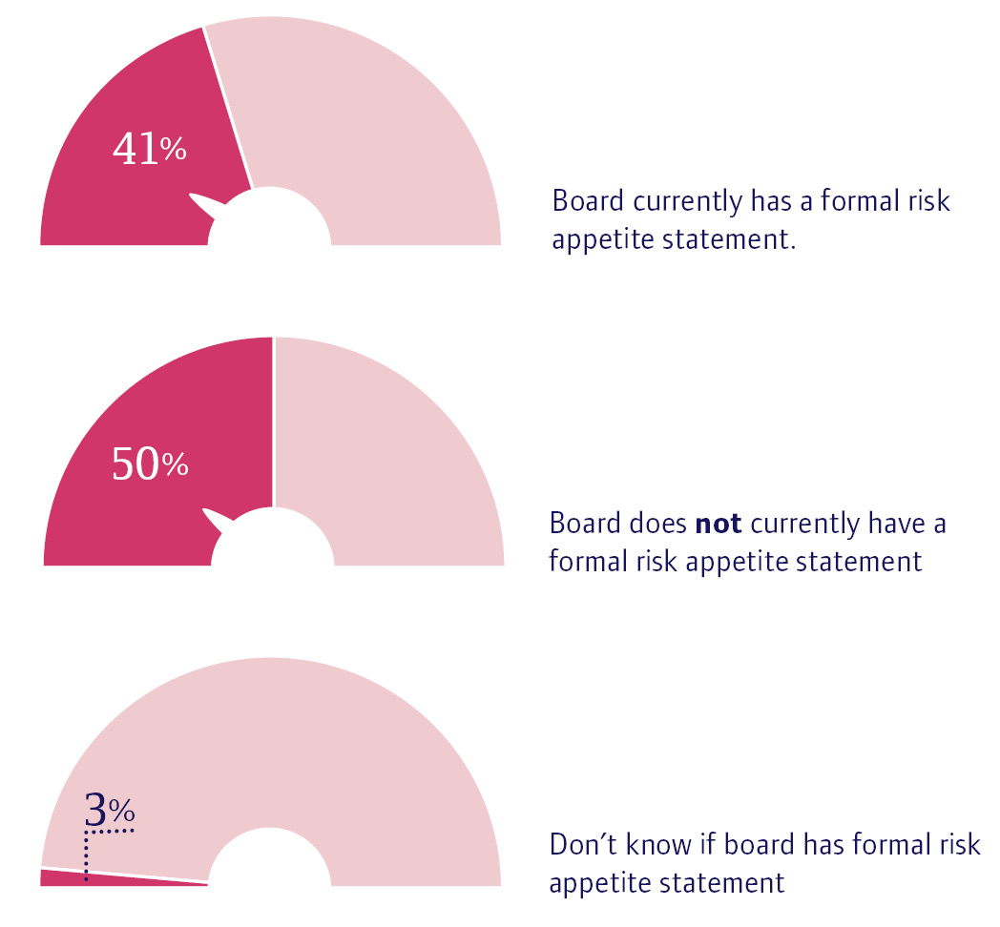 41%
Board currently has a formal risk
appetite statement.
50%
Board does not currently have a
formal risk appetite statement
3%
Don’t know if board has formal risk
appetite statement